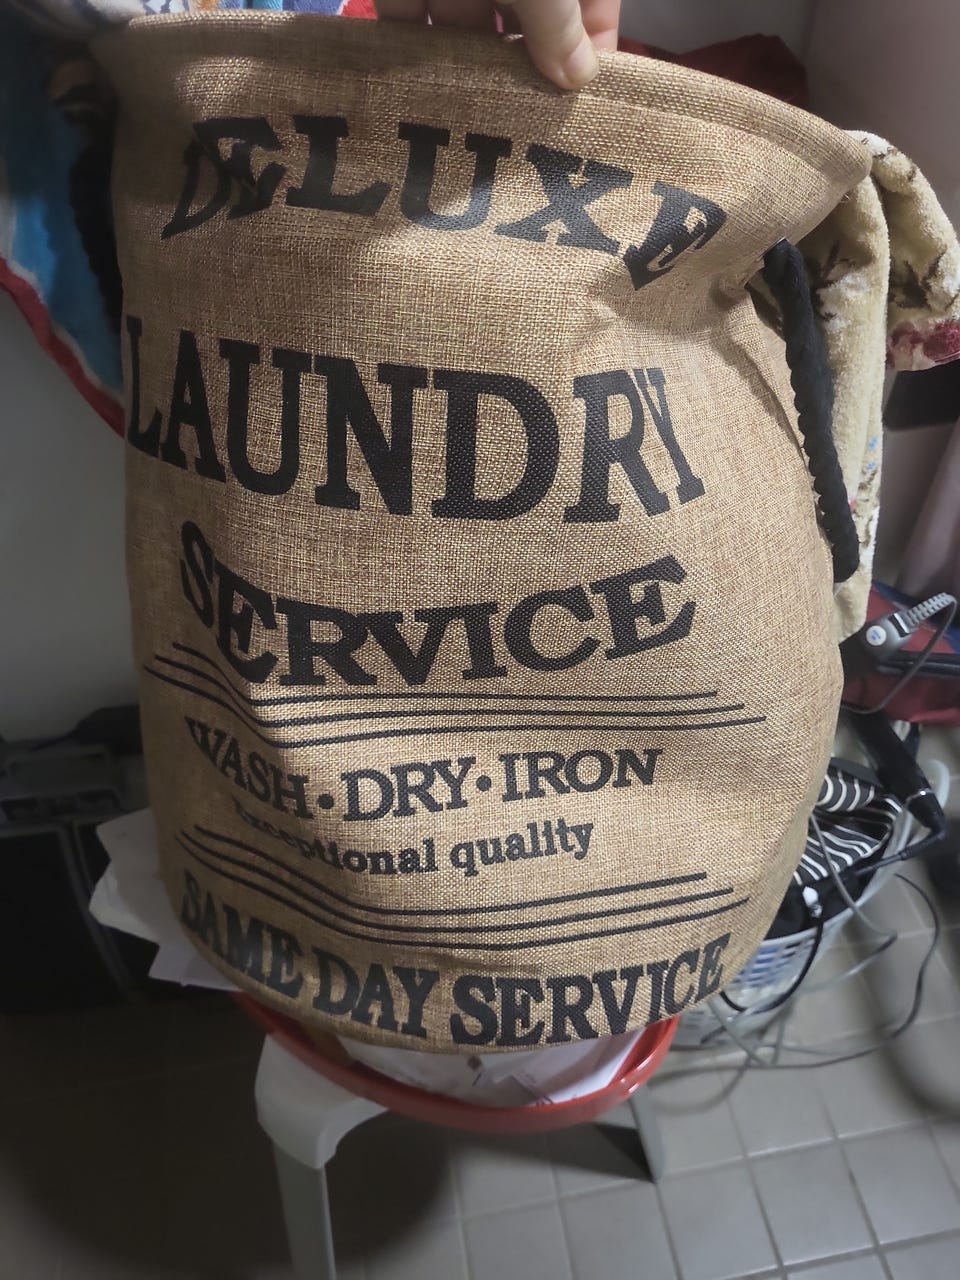 DELUXE
LAUNDRY
SERVICE
WASH·DRY·IRON
Exceptional quality
SAME DAY SERVICE